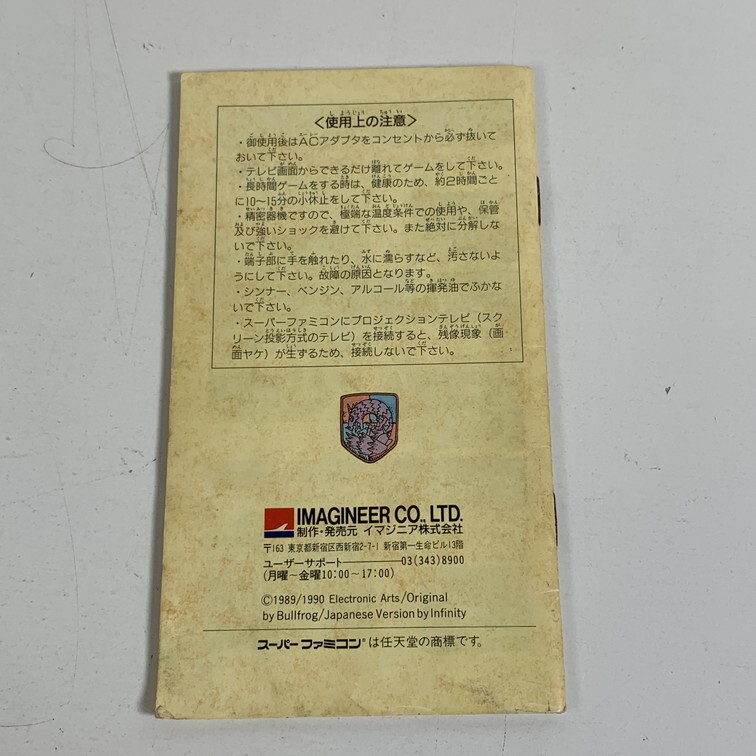 <使用上の注意>
・御使用後はACアダプタをコンセントから必ず抜いて
おいて下さい。
・テレビ画面からできるだけ離れてゲームをして下さい。
・長時間ゲームをする時は、健康のため、約2時間ごと
に10〜15分の小休止をして下さい。
・精密器機ですので、極端な温度条件での使用や、保管
及び強いショックを避けて下さい。また絶対に分解しな
いで下さい。
・端子部に手を触れたり、水に濡らすなど、汚さないよ
うにして下さい。故障の原因となります。
・シンナー、ベンジン、アルコール等の揮発油でふかな
いで下さい。
・スーパーファミコンにプロジェクションテレビ(スク
リーン投影方式のテレビ)を接続すると、残像現象(画
面ヤケ)が生ずるため、接続しないで下さい。
IMAGINEER CO., LTD.
制作・発売元 イマジニア株式会社
〒163 東京都新宿区西新宿2-7-1 新宿第一生命ビル13階
ユーザーサポート―――03(343)8900
(月曜〜金曜10:00〜17:00)
©1989/1990 Electronic Arts/Original
by Bullfrog/Japanese Version by Infinity
スーパーファミコン®は任天堂の商標です。